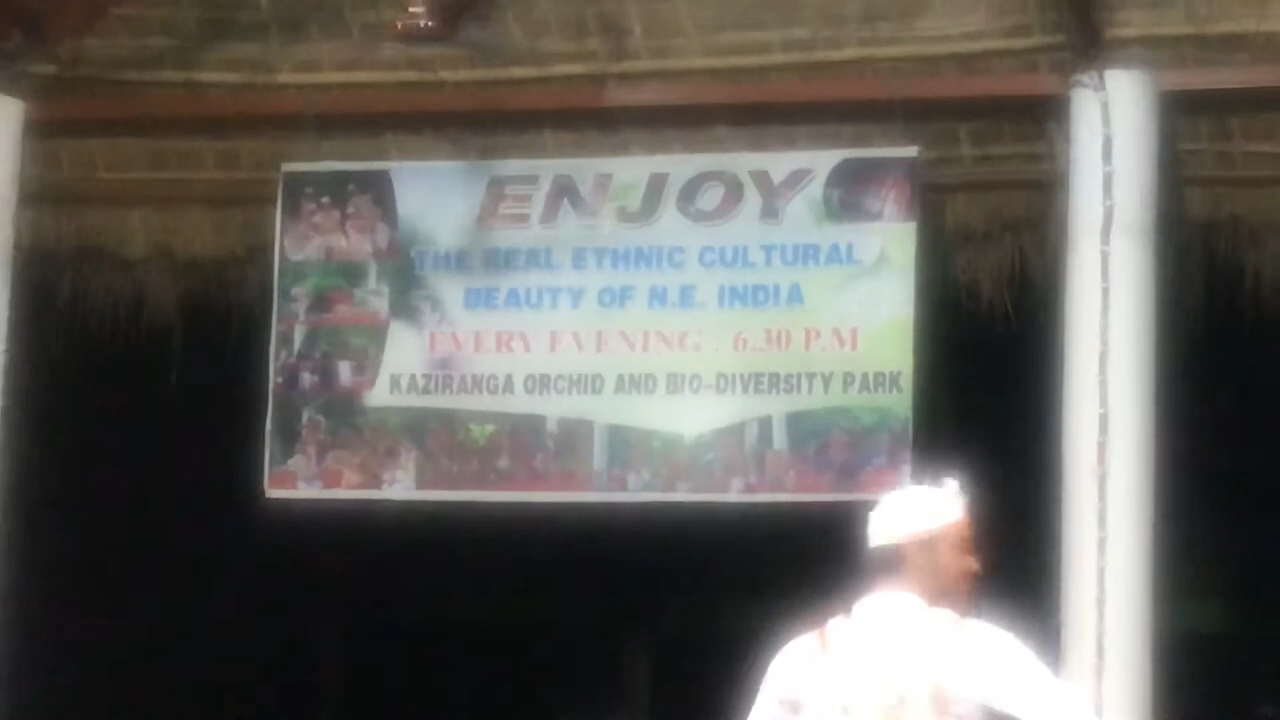 ENJOY
THE REAL ETHNIC CULTURAL
BEAUTY OF N.E. INDIA
EVERY EVENING : 6.30 P.M
KAZIRANGA ORCHID AND BIO-DIVERSITY PARK